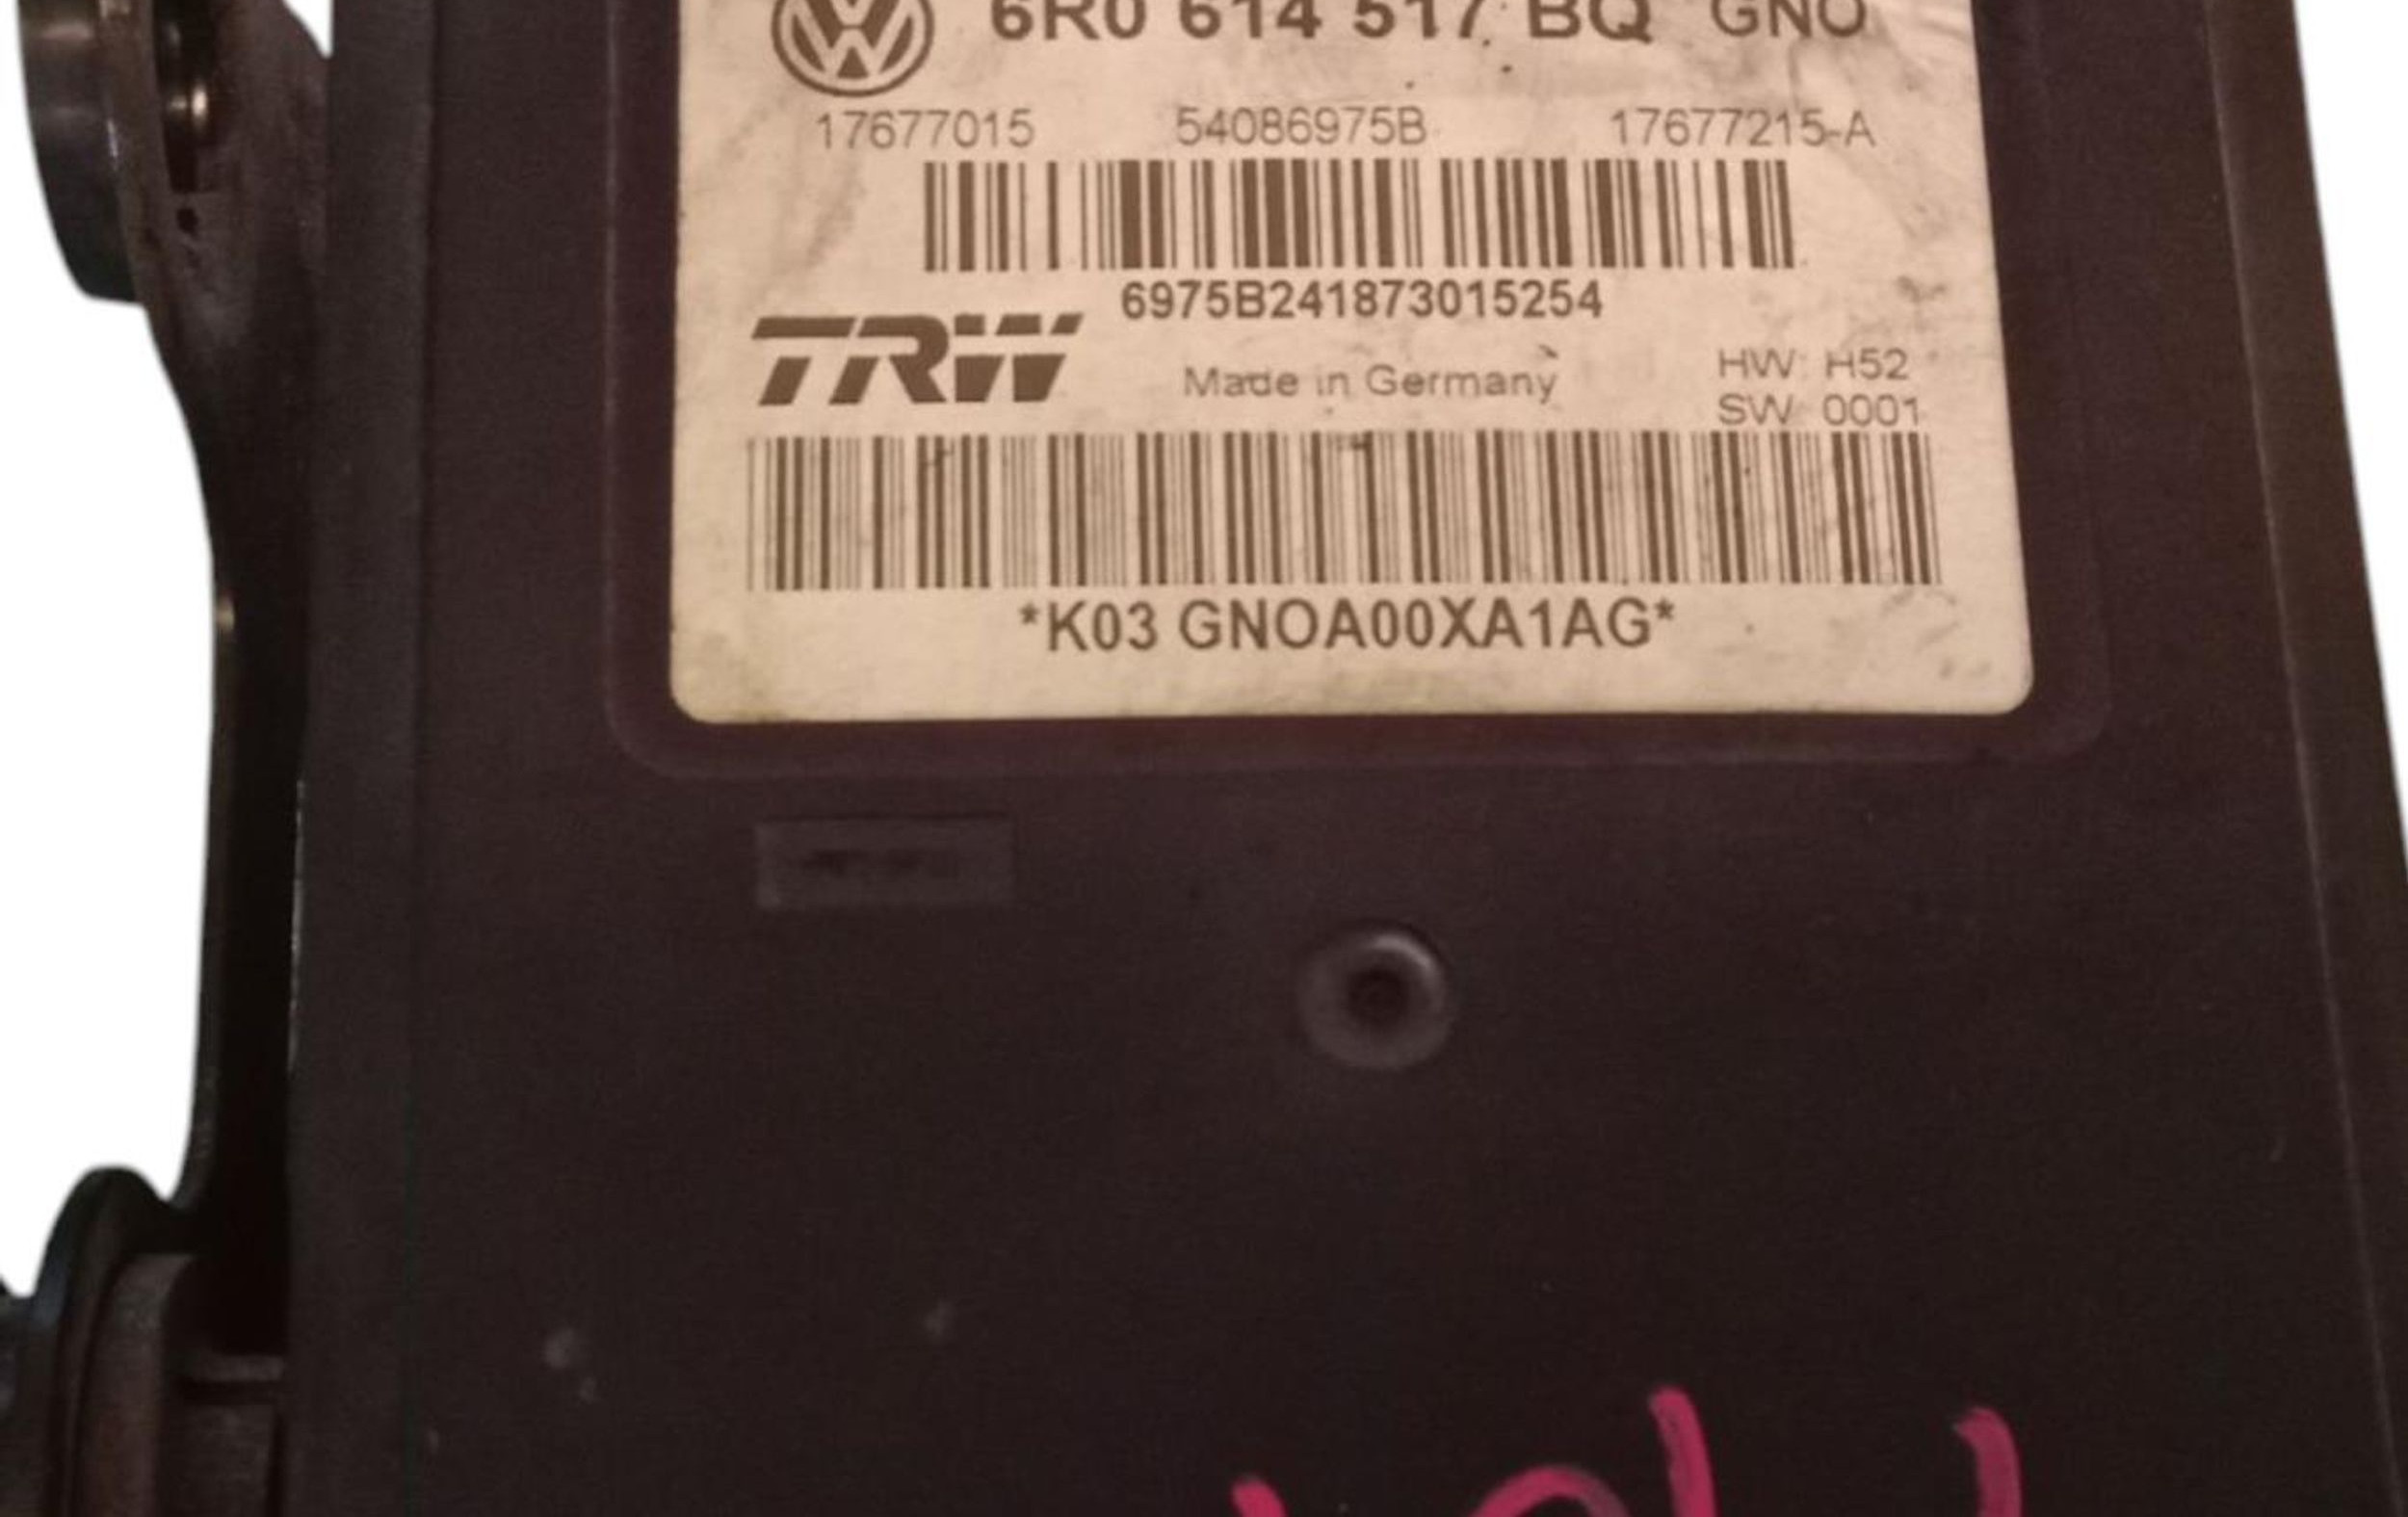 6R0 614 517 BQ GNO
17677015 54086975B 17677215-A
6975B241873015254
TRW
Made in Germany
HW: H52
SW: 0001
*K03 GNOA00XA1AG*